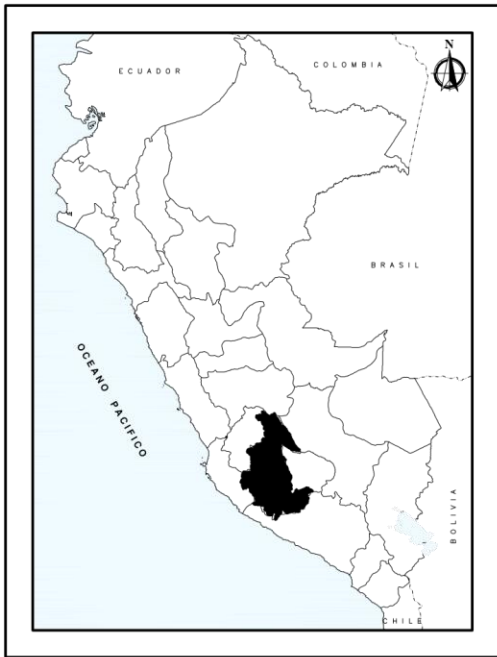 ECUADOR
COLOMBIA
N
BRASIL
OCEANO PACIFICO
BOLIVIA
CHILE